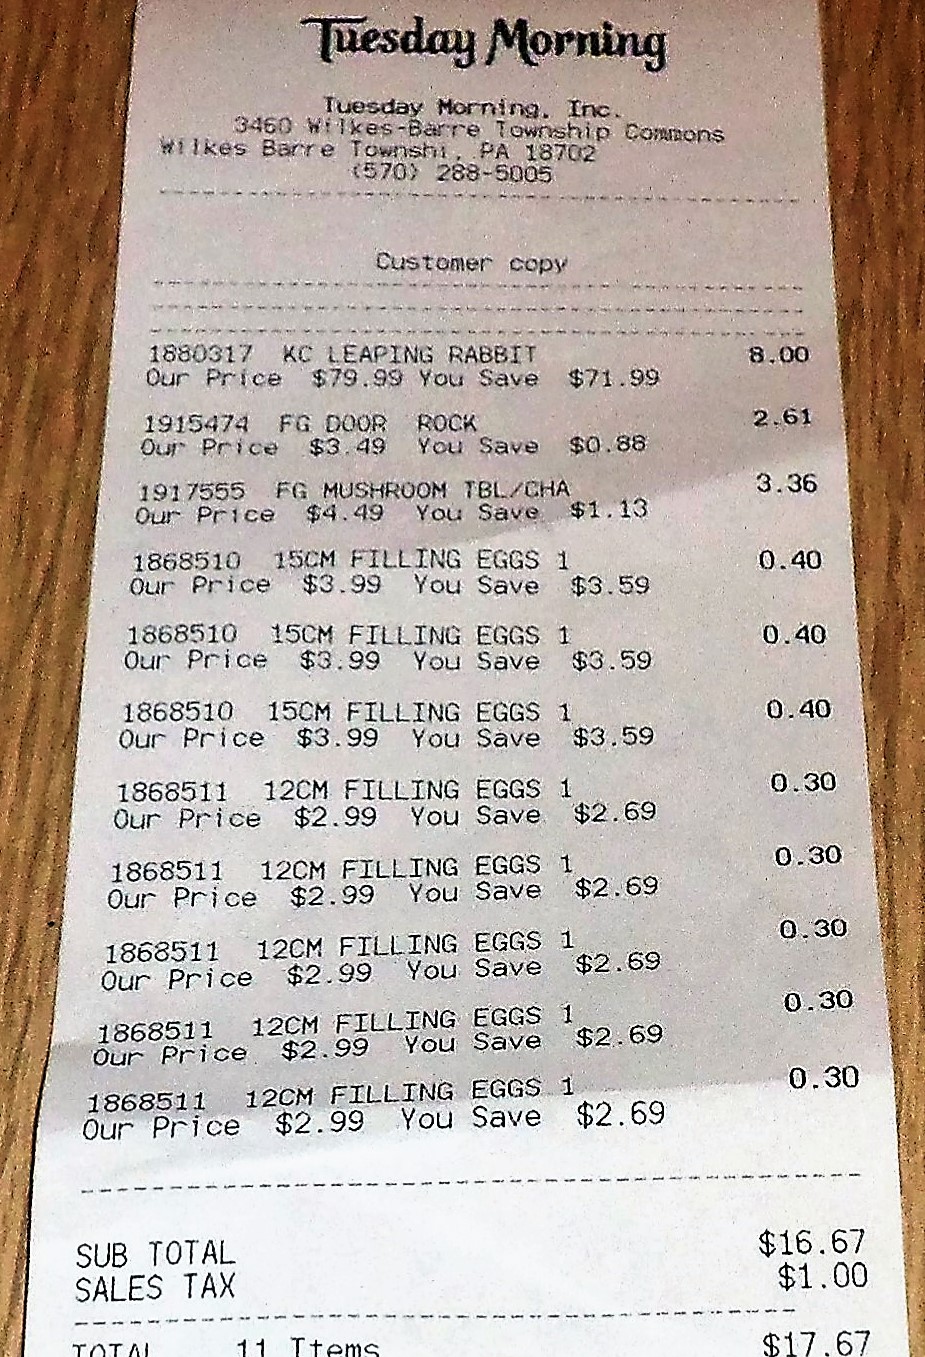 Tuesday Morning
Tuesday Morning, Inc.
3460 Wilkes-Barre Township Commons
Wilkes Barre Townshi, PA 18702
(570) 288-5005
Customer copy
1880317 KC LEAPING RABBIT 8.00
Our Price $79.99 You Save $71.99
1915474 FG DOOR ROCK 2.61
Our Price $3.49 You Save $0.88
1917555 FG MUSHROOM TBL/CHA 3.36
Our Price $4.49 You Save $1.13
1868510 15CM FILLING EGGS 1 0.40
Our Price $3.99 You Save $3.59
1868510 15CM FILLING EGGS 1 0.40
Our Price $3.99 You Save $3.59
1868510 15CM FILLING EGGS 1 0.40
Our Price $3.99 You Save $3.59
1868511 12CM FILLING EGGS 1 0.30
Our Price $2.99 You Save $2.69
1868511 12CM FILLING EGGS 1 0.30
Our Price $2.99 You Save $2.69
1868511 12CM FILLING EGGS 1 0.30
Our Price $2.99 You Save $2.69
1868511 12CM FILLING EGGS 1 0.30
Our Price $2.99 You Save $2.69
1868511 12CM FILLING EGGS 1 0.30
Our Price $2.99 You Save $2.69
SUB TOTAL $16.67
SALES TAX $1.00
TOTAL 11 Items $17.67